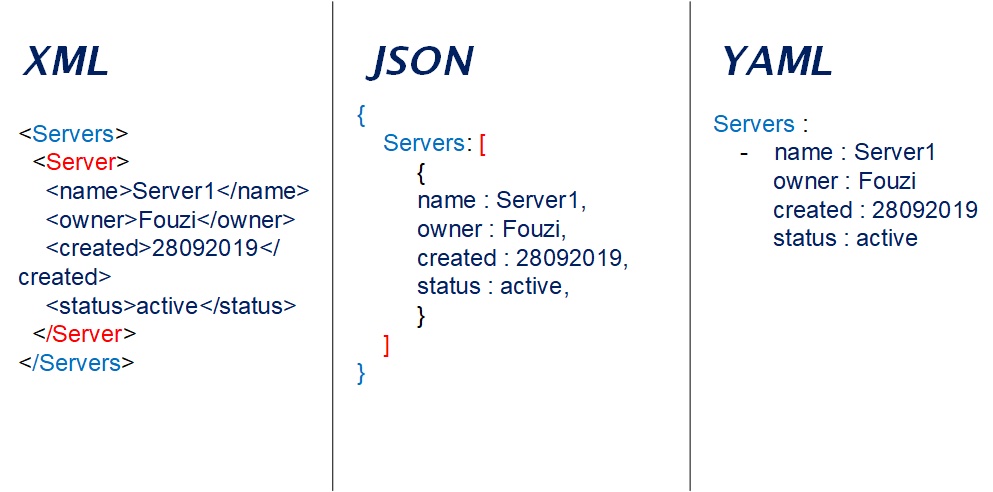 XML
<Servers>
<Server>
<name>Server1</name>
<owner>Fouzi</owner>
<created>28092019</
created>
<status>active</status>
</Server>
</Servers>
JSON
{
Servers: [
{
name : Server1,
owner : Fouzi,
created : 28092019,
status : active,
}
]
}
YAML
Servers :
- name : Server1
owner : Fouzi
created : 28092019
status : active